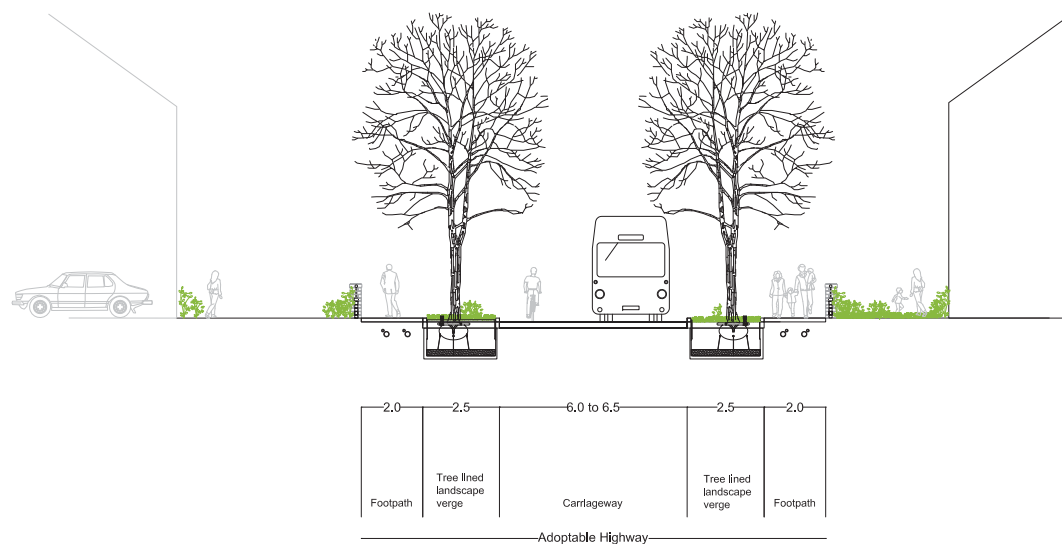 2.0
2.5
6.0 to 6.5
2.5
2.0
Footpath
Tree lined
landscape
verge
Carriageway
Tree lined
landscape
verge
Footpath
Adoptable Highway